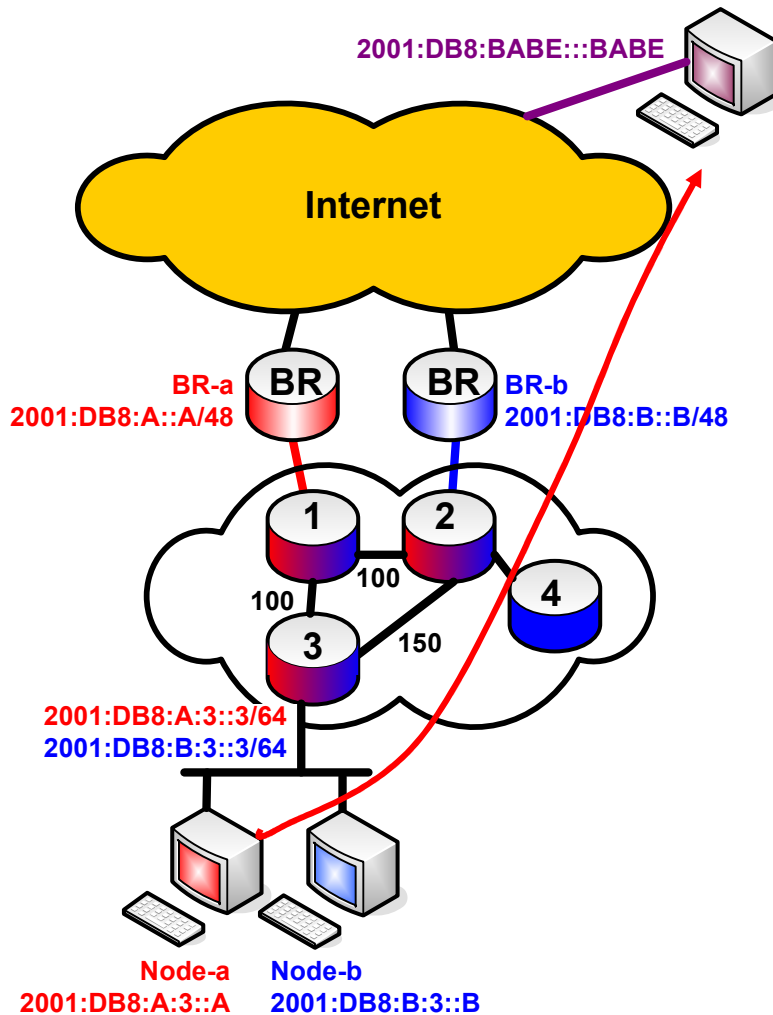 2001:DB8:BABE:::BABE
Internet
BR
BR
BR-a
2001:DB8:A::A/48
BR-b
2001:DB8:B::B/48
1
2
100
100
4
3
150
2001:DB8:A:3::3/64
2001:DB8:B:3::3/64
Node-a
2001:DB8:A:3::A
Node-b
2001:DB8:B:3::B